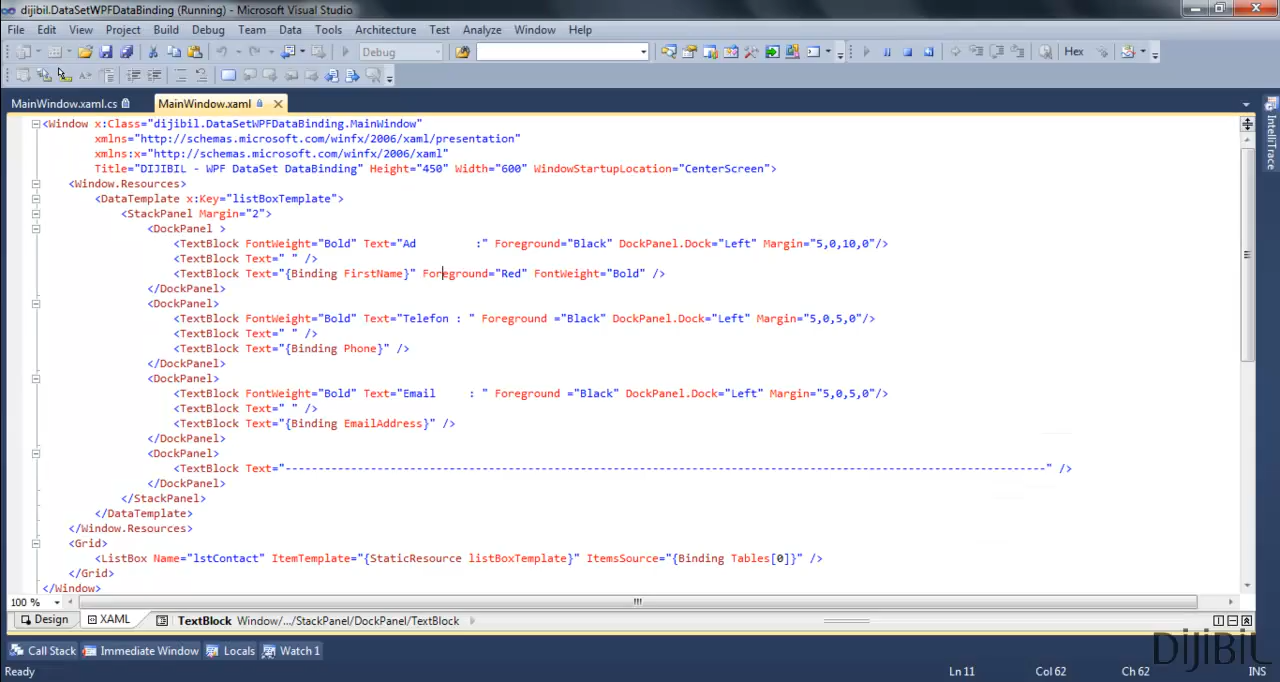 dijibil.DataSetWPFDataBinding (Running) - Microsoft Visual Studio
File Edit View Project Build Debug Team Data Tools Architecture Test Analyze Window Help
Debug Hex
MainWindow.xaml.cs MainWindow.xaml
<Window x:Class="dijibil.DataSetWPFDataBinding.MainWindow"
xmlns="http://schemas.microsoft.com/winfx/2006/xaml/presentation"
xmlns:x="http://schemas.microsoft.com/winfx/2006/xaml"
Title="DIJIBIL - WPF DataSet DataBinding" Height="450" Width="600" WindowStartupLocation="CenterScreen">
<Window.Resources>
<DataTemplate x:Key="listBoxTemplate">
<StackPanel Margin="2">
<DockPanel >
<TextBlock FontWeight="Bold" Text="Ad         :" Foreground="Black" DockPanel.Dock="Left" Margin="5,0,10,0"/>
<TextBlock Text=" " />
<TextBlock Text="{Binding FirstName}" Foreground="Red" FontWeight="Bold" />
</DockPanel>
<DockPanel>
<TextBlock FontWeight="Bold" Text="Telefon : " Foreground ="Black" DockPanel.Dock="Left" Margin="5,0,5,0"/>
<TextBlock Text=" " />
<TextBlock Text="{Binding Phone}" />
</DockPanel>
<DockPanel>
<TextBlock FontWeight="Bold" Text="Email     : " Foreground ="Black" DockPanel.Dock="Left" Margin="5,0,5,0"/>
<TextBlock Text=" " />
<TextBlock Text="{Binding EmailAddress}" />
</DockPanel>
<DockPanel>
<TextBlock Text="--------------------------------------------------------------------------------------------------------------------" />
</DockPanel>
</StackPanel>
</DataTemplate>
</Window.Resources>
<Grid>
<ListBox Name="lstContact" ItemTemplate="{StaticResource listBoxTemplate}" ItemsSource="{Binding Tables[0]}" />
</Grid>
</Window>
IntelliTrace
100 %
Design XAML TextBlock Window/.../StackPanel/DockPanel/TextBlock
Call Stack Immediate Window Locals Watch 1
DIJIBIL
Ready Ln 11 Col 62 Ch 62 INS